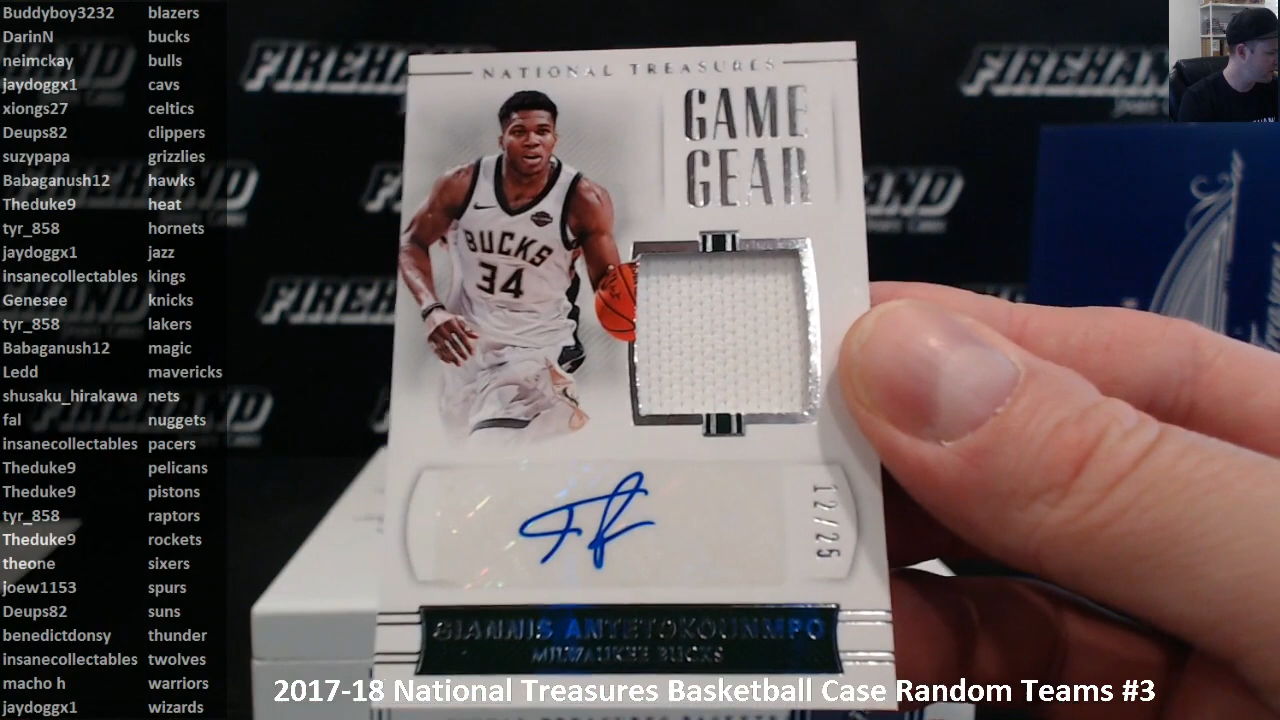 Buddyboy3232 blazers
DarinN bucks
neimckay bulls
jaydoggx1 cavs
xiongs27 celtics
Deups82 clippers
suzypapa grizzlies
Babaganush12 hawks
Theduke9 heat
tyr_858 hornets
jaydoggx1 jazz
insanecollectables kings
Genesee knicks
tyr_858 lakers
Babaganush12 magic
Ledd mavericks
shusaku_hirakawa nets
fal nuggets
insanecollectables pacers
Theduke9 pelicans
Theduke9 pistons
tyr_858 raptors
Theduke9 rockets
theone sixers
joew1153 spurs
Deups82 suns
benedictdonsy thunder
insanecollectables twolves
macho h warriors
jaydoggx1 wizards
FIREHAND
NATIONAL TREASURES
GAME
GEAR
BUCKS
34
12/25
GIANNIS ANTETOKOUNMPO
MILWAUKEE BUCKS
2017-18 National Treasures Basketball Case Random Teams #3